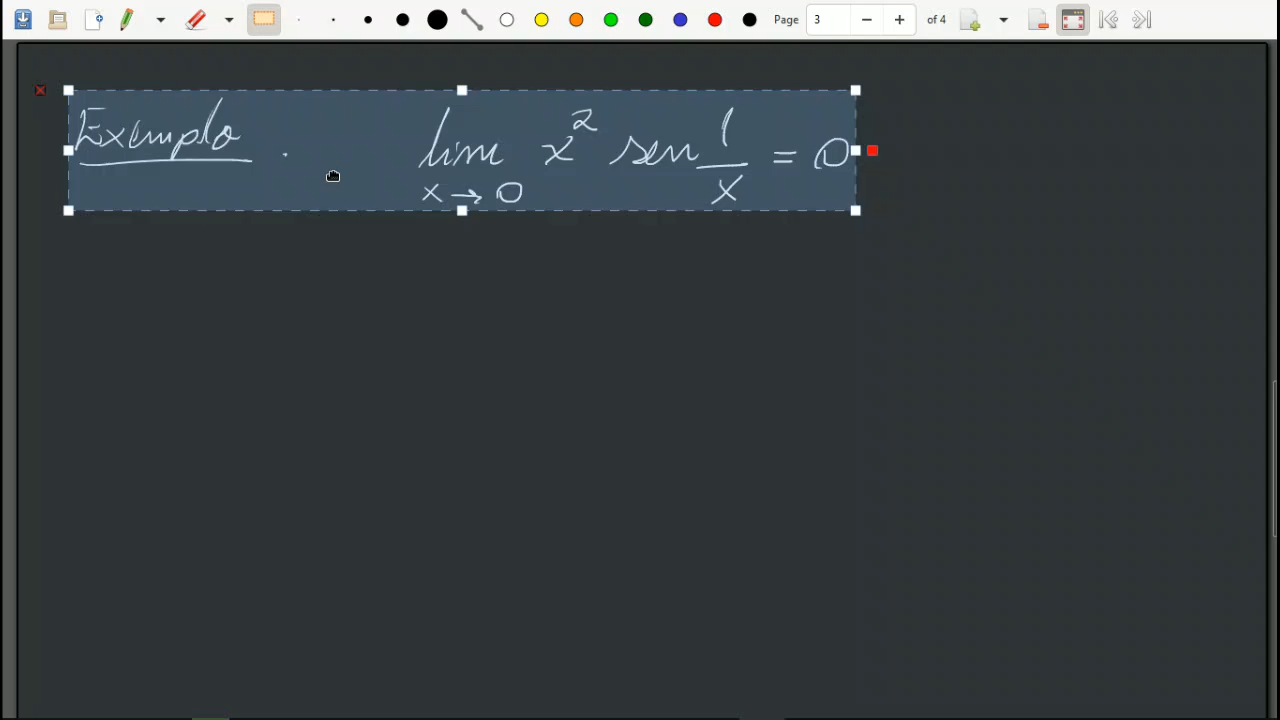 Page 3 of 4
Exemplo . lim x→0 x² sen 1/x = 0